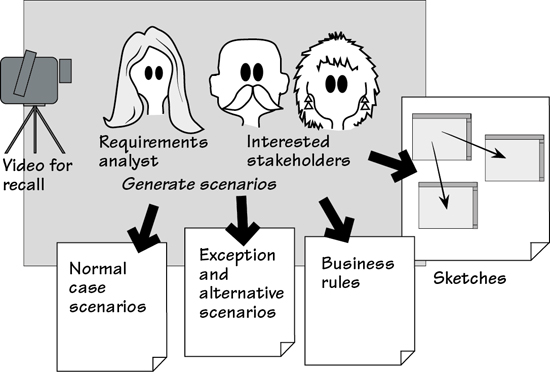 Video for
recall
Requirements
analyst
Interested
stakeholders
Generate scenarios
Normal
case
scenarios
Exception
and
alternative
scenarios
Business
rules
Sketches